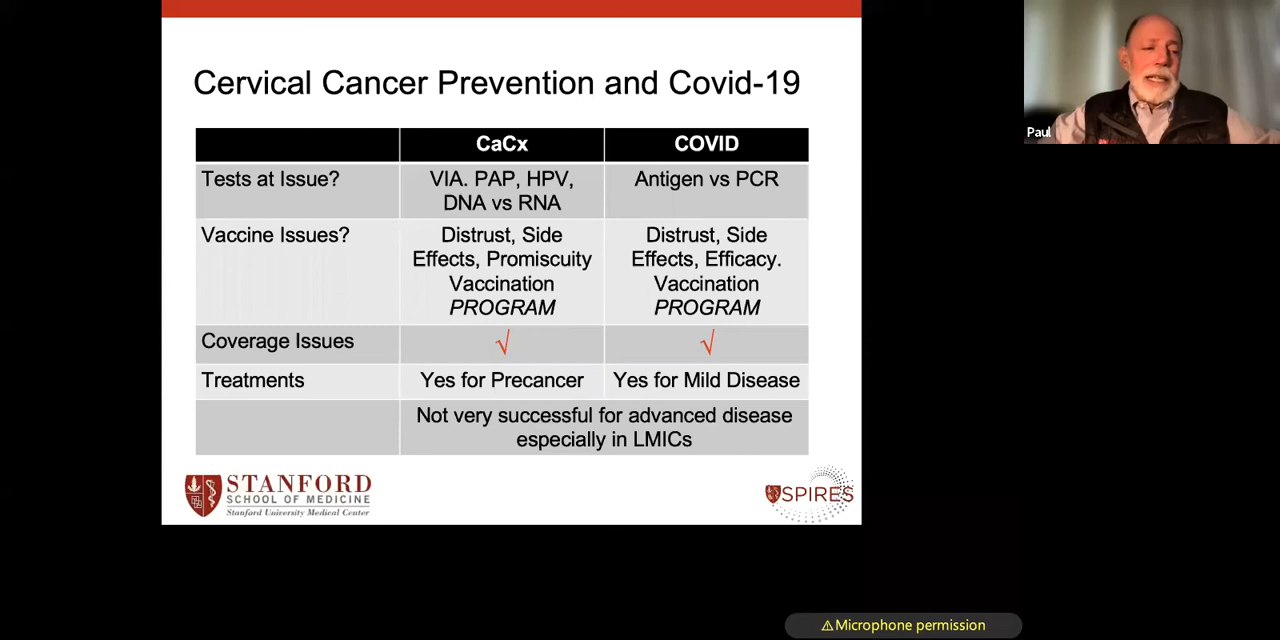 Cervical Cancer Prevention and Covid-19
CaCx COVID
Tests at Issue? VIA. PAP, HPV, Antigen vs PCR
DNA vs RNA
Vaccine Issues? Distrust, Side Distrust, Side
Effects, Promiscuity Effects, Efficacy.
Vaccination Vaccination
PROGRAM PROGRAM
Coverage Issues √ √
Treatments Yes for Precancer Yes for Mild Disease
Not very successful for advanced disease
especially in LMICs
STANFORD
SCHOOL OF MEDICINE
Stanford University Medical Center
SPIRES
Paul
⚠Microphone permission